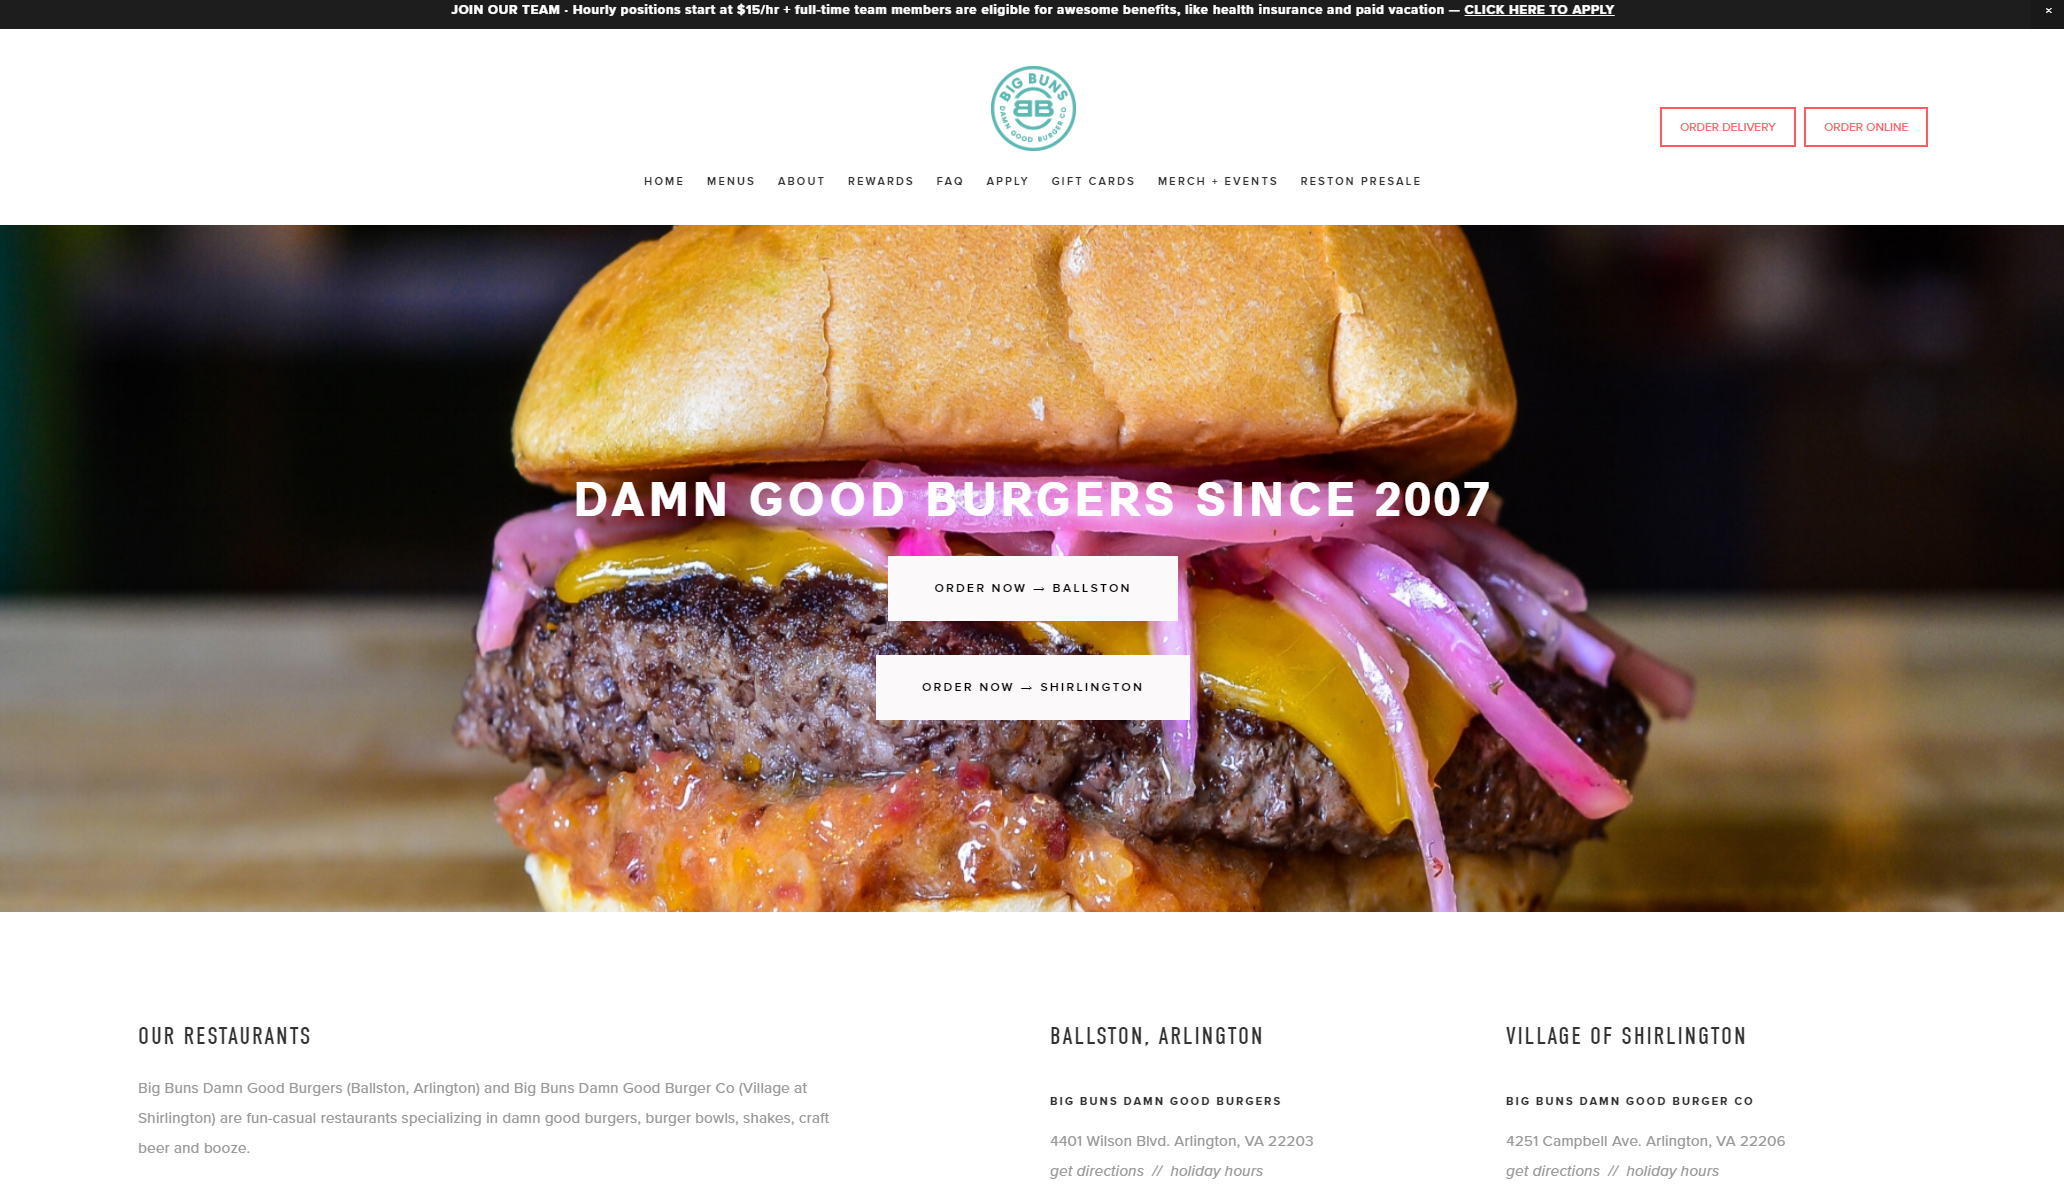 JOIN OUR TEAM - Hourly positions start at $15/hr + full-time team members are eligible for awesome benefits, like health insurance and paid vacation — CLICK HERE TO APPLY
×
BIG BUNS
BB
DAMN GOOD BURGER CO
ORDER DELIVERY
ORDER ONLINE
HOME MENUS ABOUT REWARDS FAQ APPLY GIFT CARDS MERCH + EVENTS RESTON PRESALE
DAMN GOOD BURGERS SINCE 2007
ORDER NOW → BALLSTON
ORDER NOW → SHIRLINGTON
OUR RESTAURANTS
Big Buns Damn Good Burgers (Ballston, Arlington) and Big Buns Damn Good Burger Co (Village at
Shirlington) are fun-casual restaurants specializing in damn good burgers, burger bowls, shakes, craft
beer and booze.
BALLSTON, ARLINGTON
BIG BUNS DAMN GOOD BURGERS
4401 Wilson Blvd. Arlington, VA 22203
get directions // holiday hours
VILLAGE OF SHIRLINGTON
BIG BUNS DAMN GOOD BURGER CO
4251 Campbell Ave. Arlington, VA 22206
get directions // holiday hours